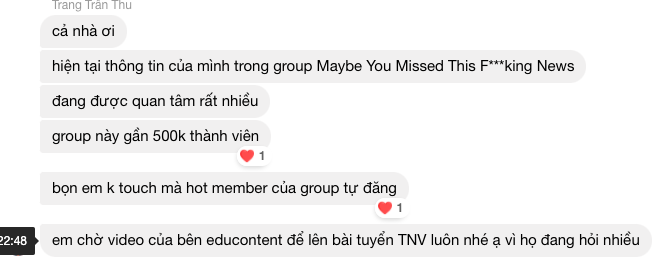 Trang Trần Thu
cả nhà ơi
hiện tại thông tin của mình trong group Maybe You Missed This F***king News
đang được quan tâm rất nhiều
group này gần 500k thành viên
1
bọn em k touch mà hot member của group tự đăng
1
22:48
em chờ video của bên educontent để lên bài tuyển TNV luôn nhé ạ vì họ đang hỏi nhiều